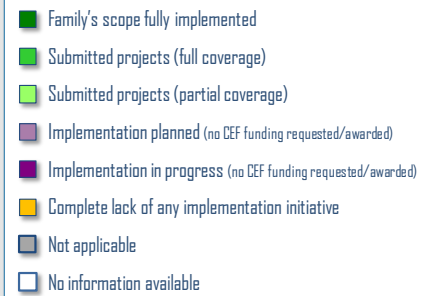 Family's scope fully implemented
Submitted projects (full coverage)
Submitted projects (partial coverage)
Implementation planned (no CEF funding requested/awarded)
Implementation in progress (no CEF funding requested/awarded)
Complete lack of any implementation initiative
Not applicable
No information available